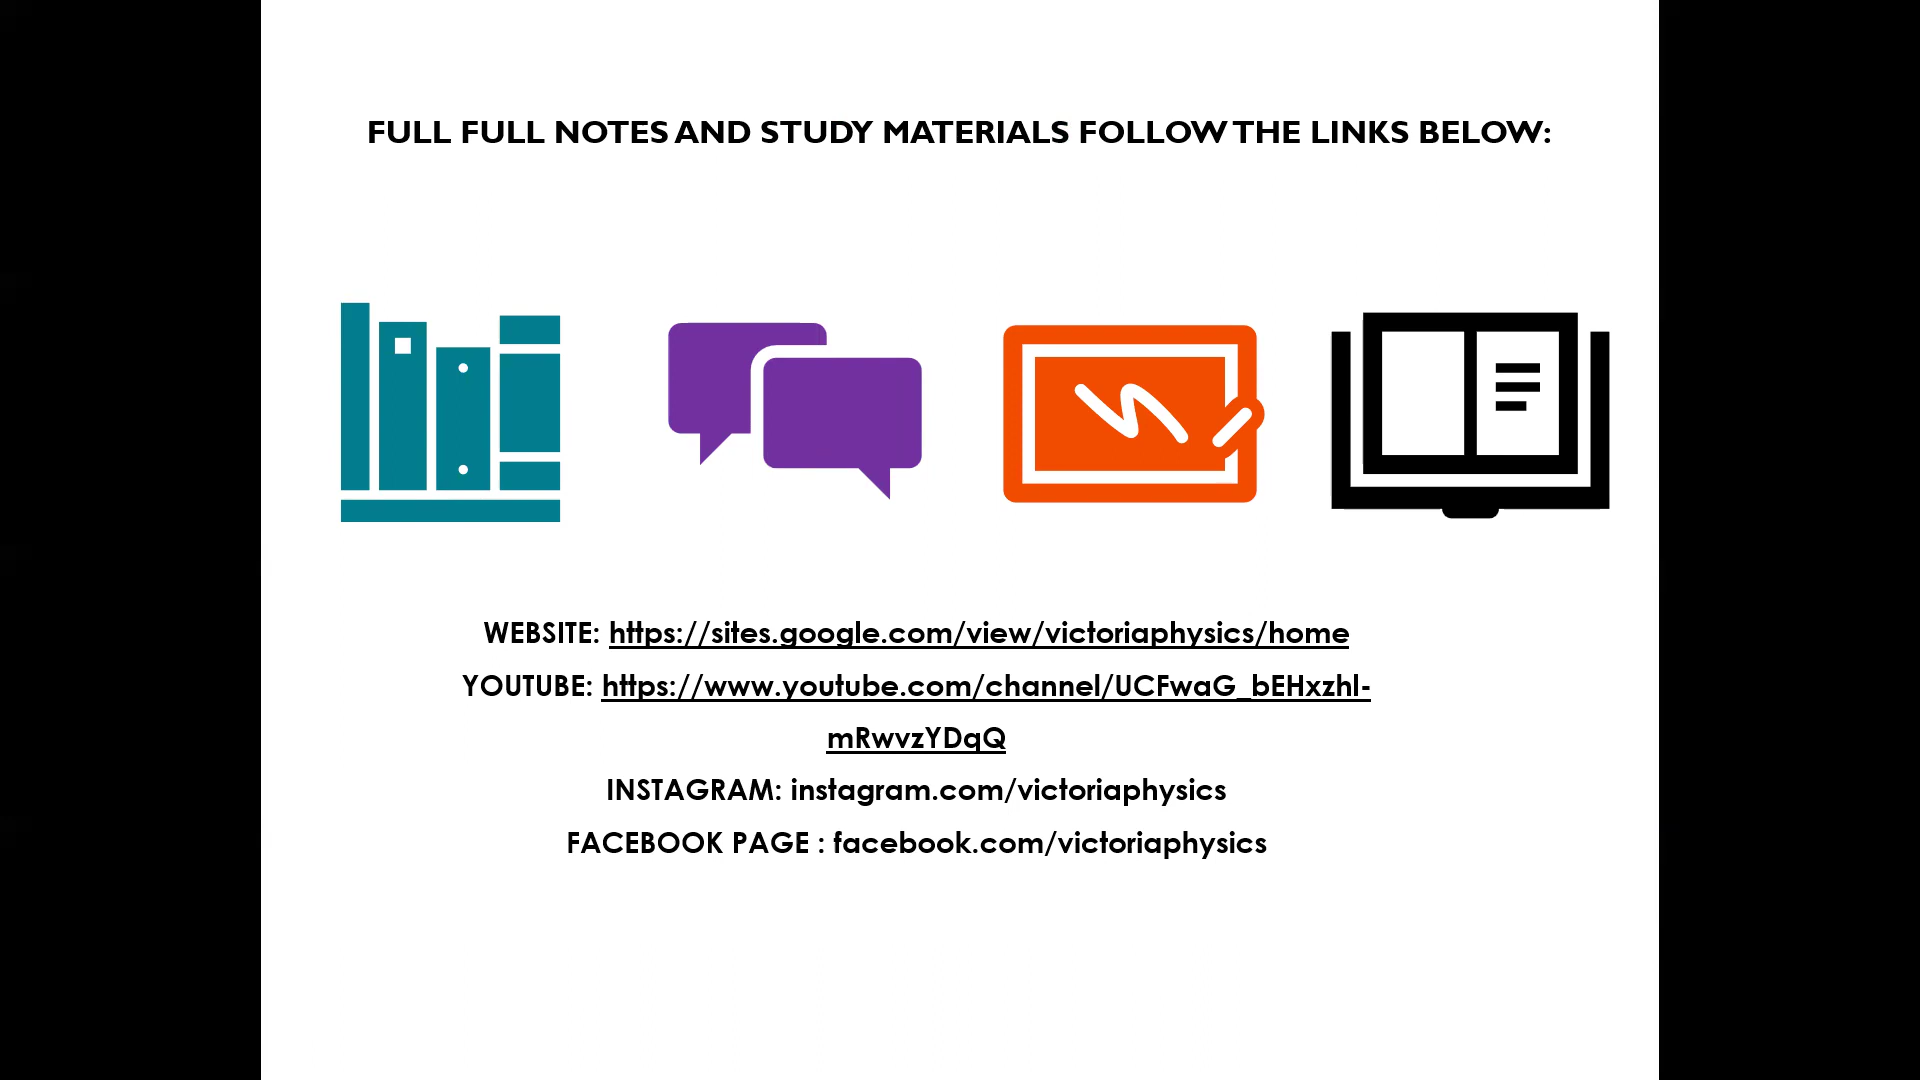 FULL FULL NOTES AND STUDY MATERIALS FOLLOW THE LINKS BELOW:
WEBSITE: https://sites.google.com/view/victoriaphysics/home
YOUTUBE: https://www.youtube.com/channel/UCFwaG_bEHxzhl-
mRwvzYDqQ
INSTAGRAM: instagram.com/victoriaphysics
FACEBOOK PAGE : facebook.com/victoriaphysics